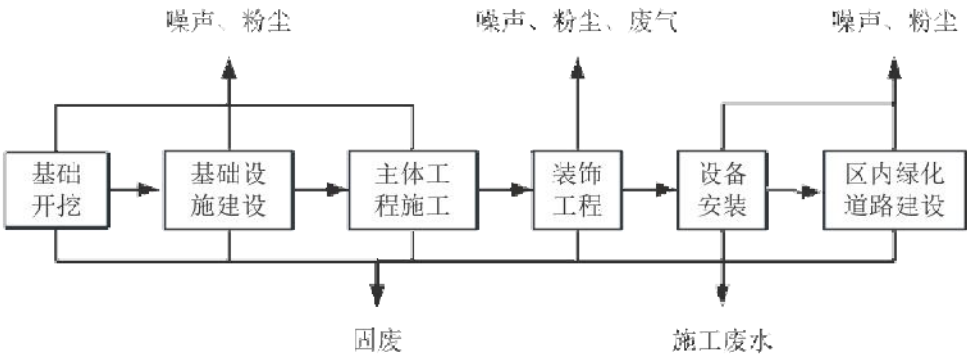 噪声、粉尘
噪声、粉尘、废气
噪声、粉尘
基础
开挖
基础设
施建设
主体工
程施工
装饰
工程
设备
安装
区内绿化
道路建设
固废
施工废水